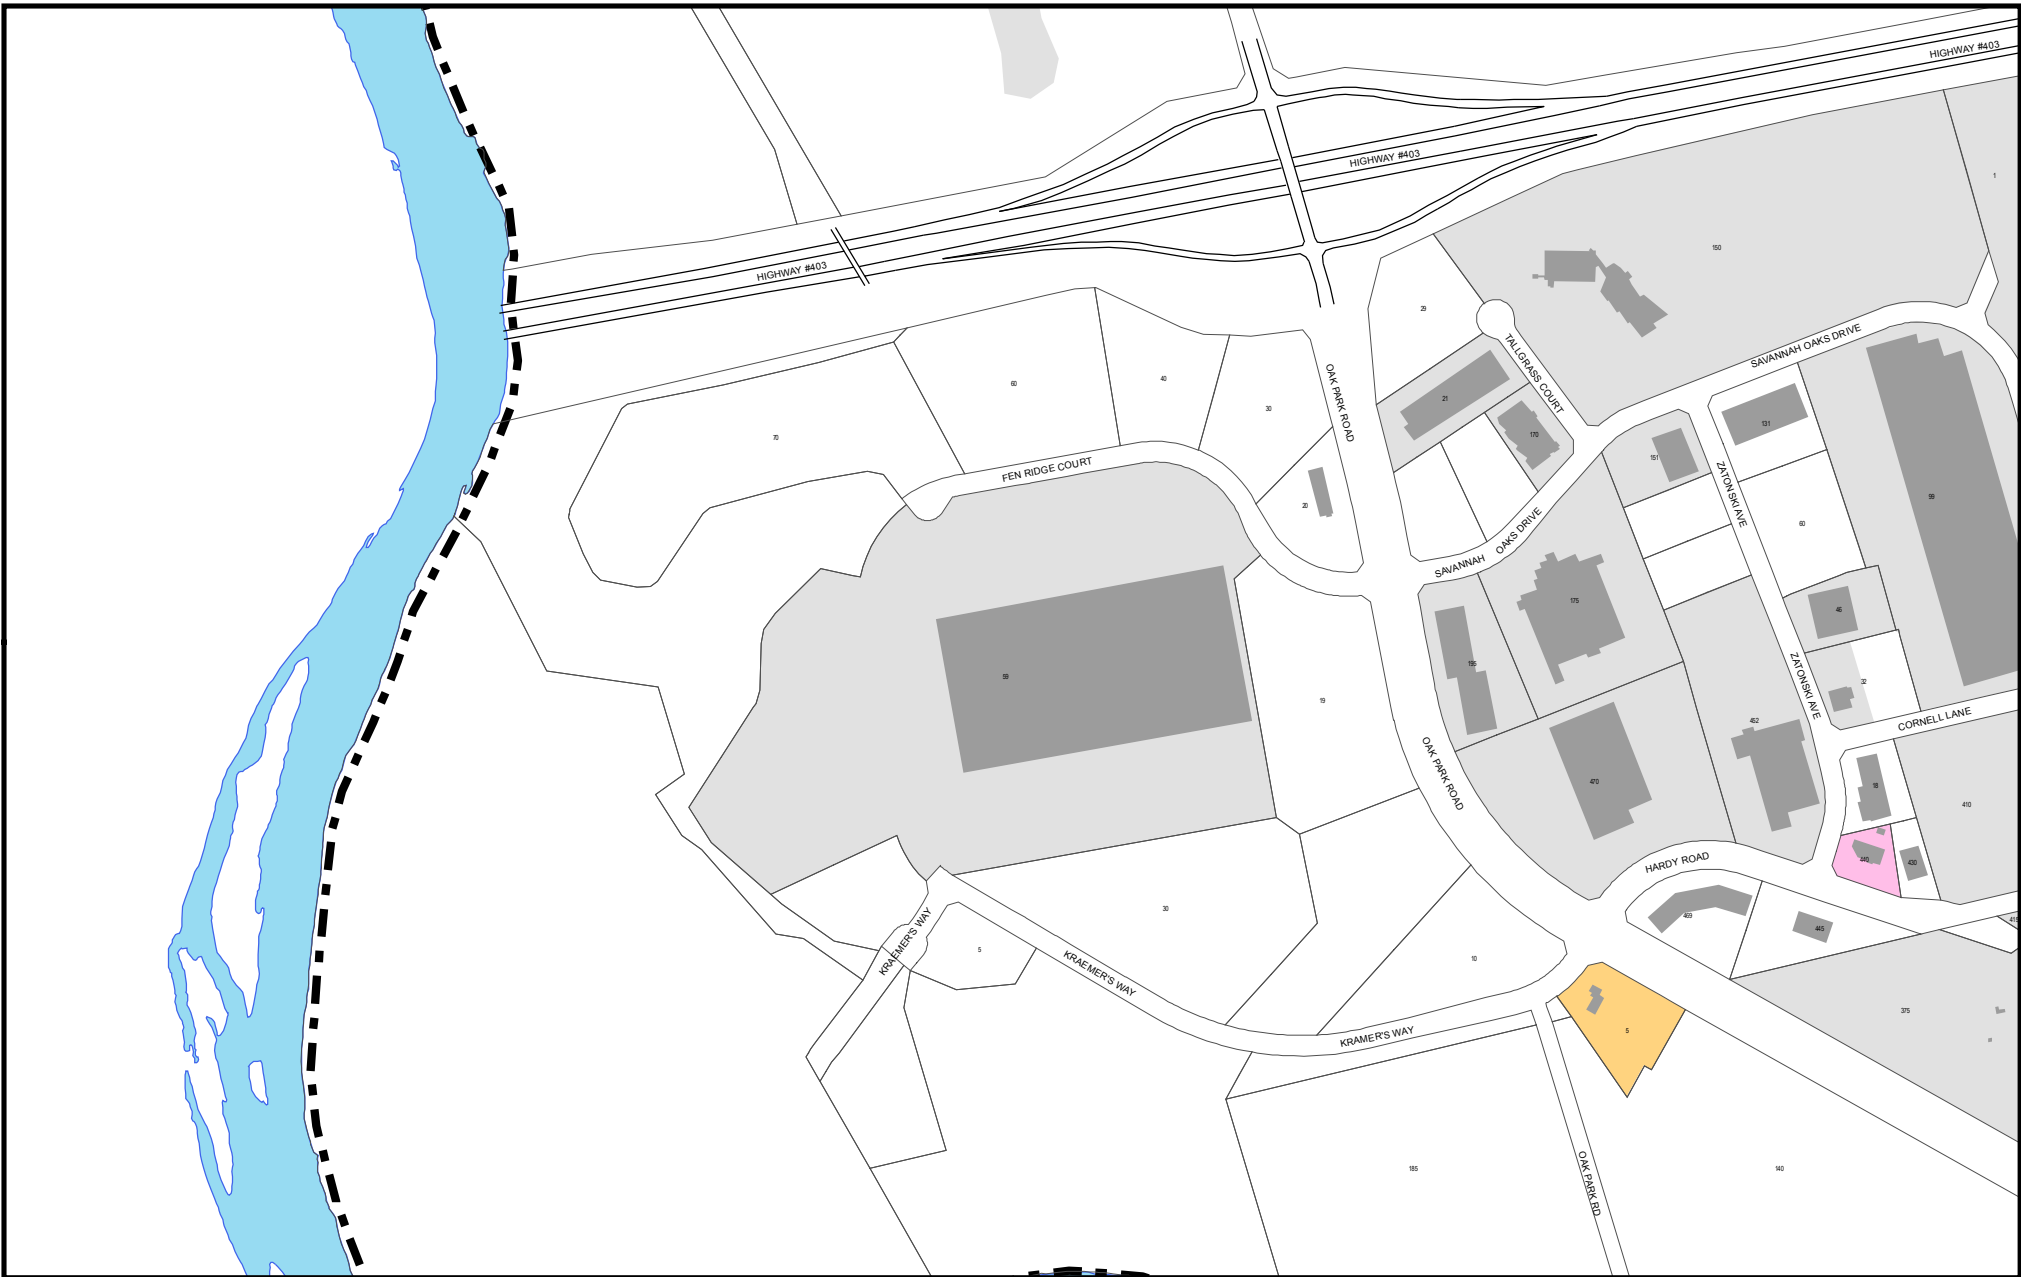 HIGHWAY #403
HIGHWAY #403
1
150
HIGHWAY #403
29
SAVANNAH OAKS DRIVE
TALLGRASS COURT
60
40
OAK PARK ROAD
21
30
131
70
170
151
FEN RIDGE COURT
ZATONSKI AVE
99
20
60
OAKS DRIVE
SAVANNAH
175
46
195
59
ZATONSKI AVE
32
19
462
CORNELL LANE
OAK PARK ROAD
470
18
410
HARDY ROAD
440
430
30
469
415
445
KRAEMER'S WAY
5
10
KRAEMER'S WAY
375
5
KRAMER'S WAY
185
140
OAK PARK RD